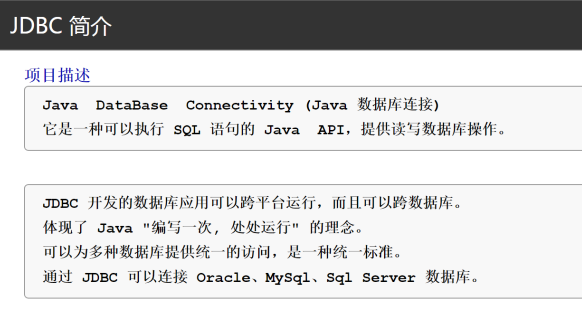 JDBC 简介
项目描述
Java DataBase Connectivity (Java 数据库连接)
它是一种可以执行 SQL 语句的 Java API，提供读写数据库操作。
JDBC 开发的数据库应用可以跨平台运行，而且可以跨数据库。
体现了 Java "编写一次, 处处运行" 的理念。
可以为多种数据库提供统一的访问，是一种统一标准。
通过 JDBC 可以连接 Oracle、MySql、Sql Server 数据库。